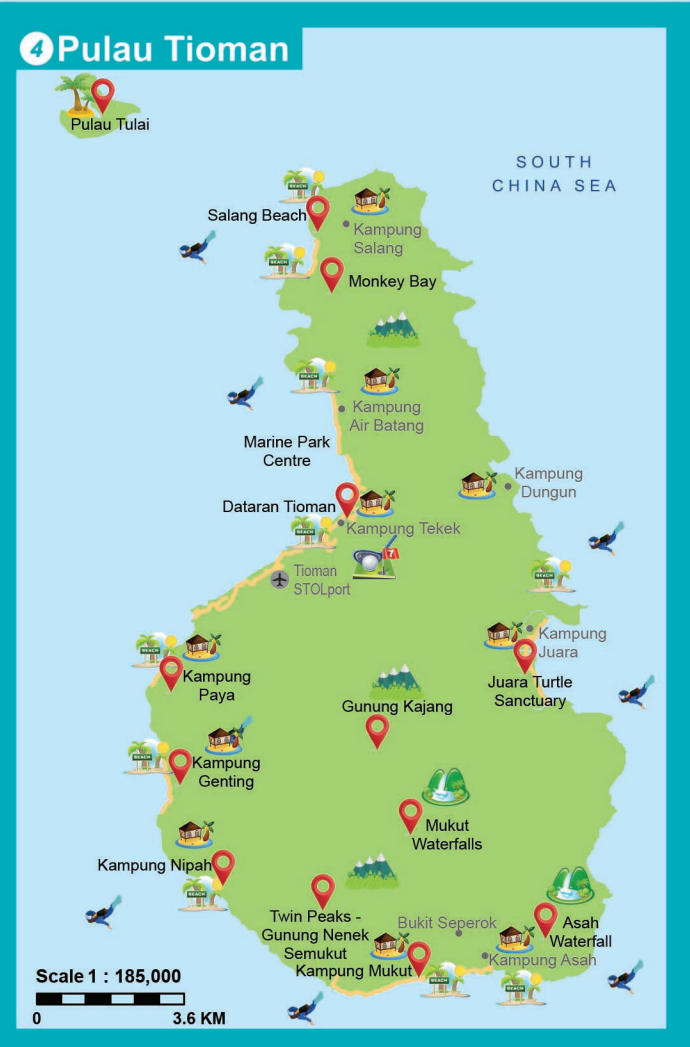 4 Pulau Tioman
Pulau Tulai
SOUTH
CHINA SEA
BEACH
Salang Beach
Kampung
Salang
BEACH
Monkey Bay
BEACH
Kampung
Air Batang
Marine Park
Centre
Kampung
Dungun
Dataran Tioman
BEACH
Kampung Tekek
7
Tioman
STOLport
BEACH
Kampung
Juara
BEACH
Kampung
Paya
Juara Turtle
Sanctuary
Gunung Kajang
BEACH
Kampung
Genting
Mukut
Waterfalls
Kampung Nipah
BEACH
Twin Peaks -
Gunung Nenek
Semukut
Bukit Seperok
Asah
Waterfall
Kampung Mukut
Kampung Asah
BEACH
BEACH
Scale 1 : 185,000
0
3.6 KM